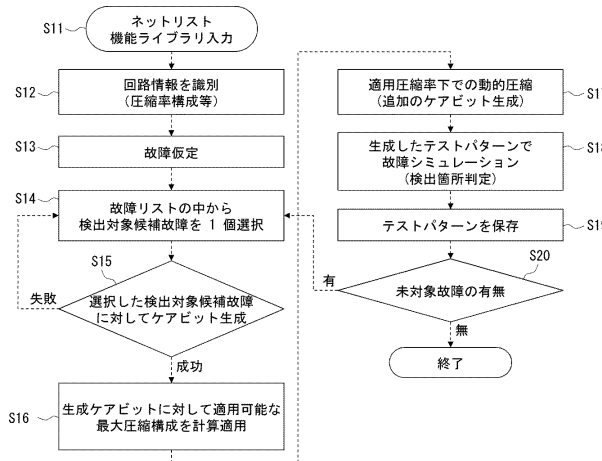 S11
ネットリスト
機能ライブラリ入力
S12
回路情報を識別
（圧縮率構成等）
S13
故障仮定
S14
故障リストの中から
検出対象候補故障を 1 個選択
S15
選択した検出対象候補故障
に対してケアビット生成
失敗
成功
S16
生成ケアビットに対して適用可能な
最大圧縮構成を計算適用
適用圧縮率下での動的圧縮
（追加のケアビット生成）
S17
生成したテストパターンで
故障シミュレーション
（検出箇所判定）
S18
テストパターンを保存
S19
S20
未対象故障の有無
有
無
終了